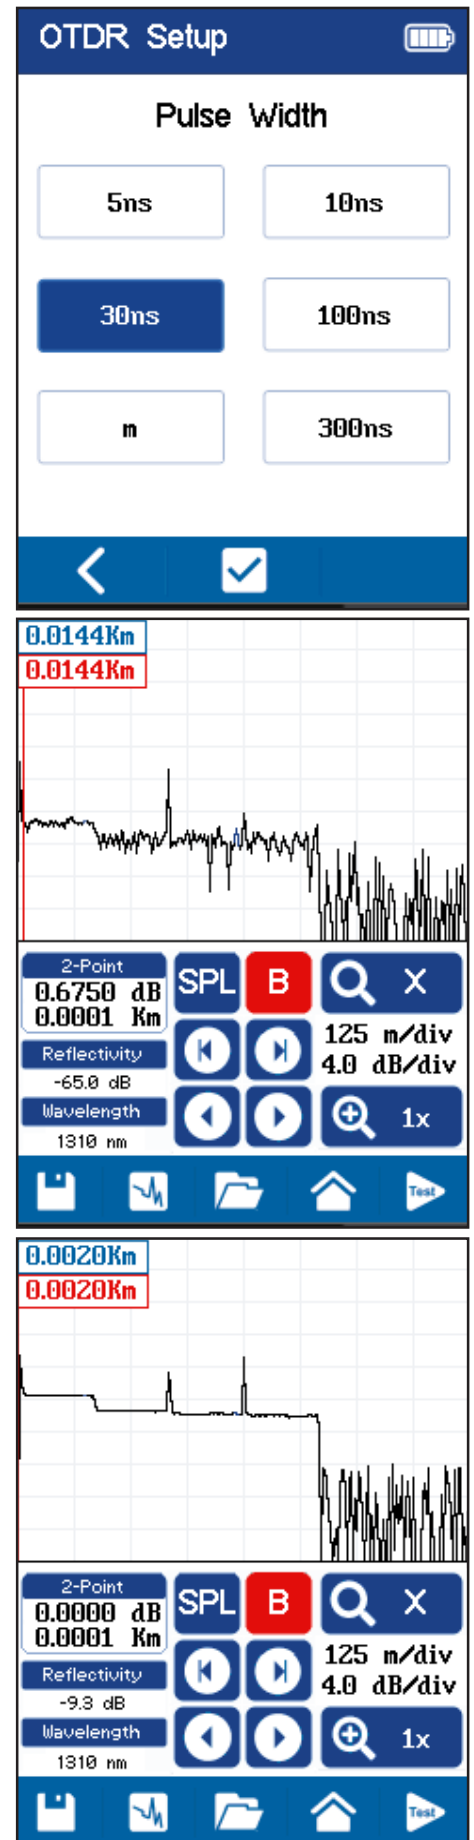 OTDR Setup
Pulse Width
5ns
10ns
30ns
100ns
m
300ns
0.0144Km
0.0144Km
2-Point
0.6750 dB
0.0001 Km
Reflectivity
-65.0 dB
Wavelength
1310 nm
SPL
B
X
125 m/div
4.0 dB/div
1x
Test
0.0020Km
0.0020Km
2-Point
0.0000 dB
0.0001 Km
Reflectivity
-9.3 dB
Wavelength
1310 nm
SPL
B
X
125 m/div
4.0 dB/div
1x
Test